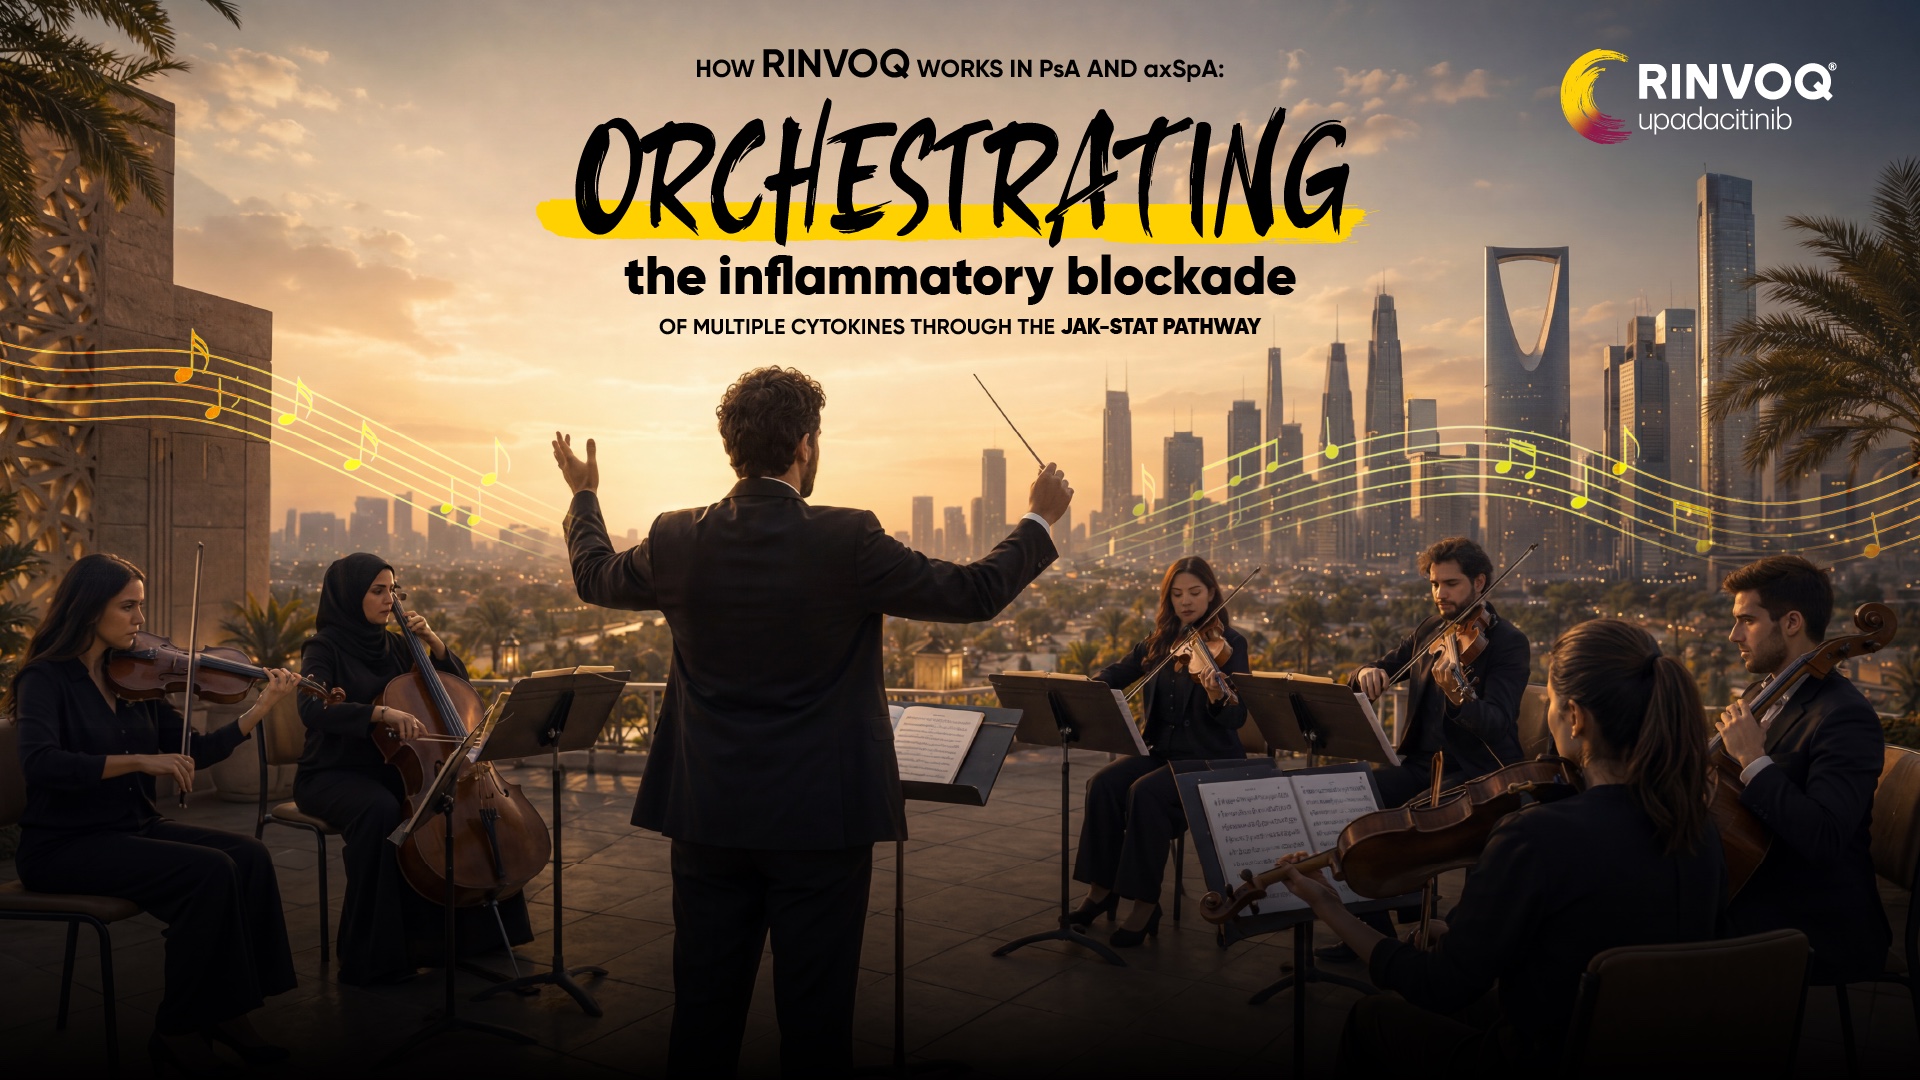 HOW RINVOQ WORKS IN PsA AND axSpA:
ORCHESTRATING
the inflammatory blockade
OF MULTIPLE CYTOKINES THROUGH THE JAK-STAT PATHWAY
RINVOQ®
upadacitinib